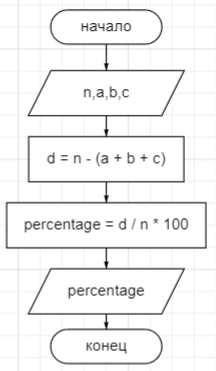 начало
n,a,b,c
d = n - (a + b + c)
percentage = d / n * 100
percentage
конец